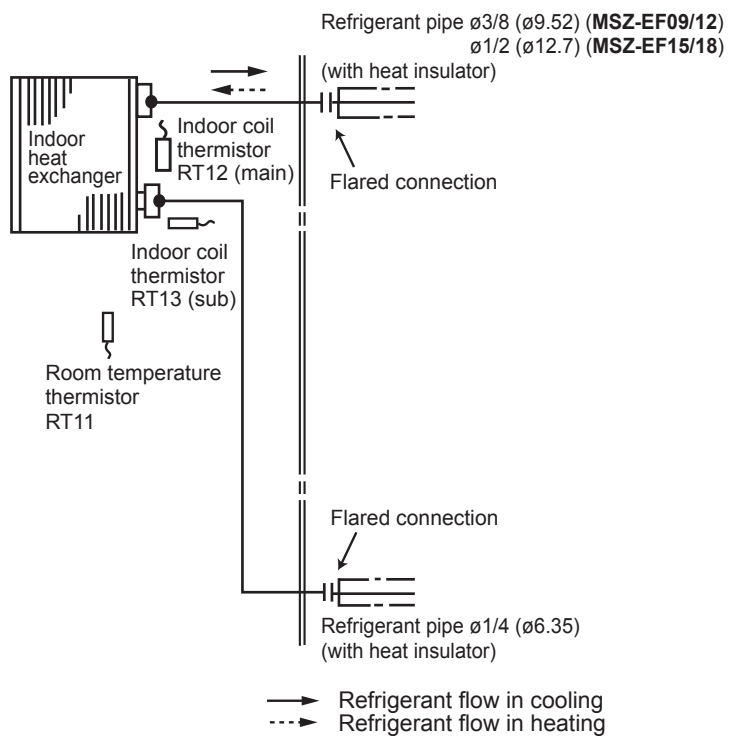 Refrigerant pipe ø3/8 (ø9.52) (MSZ-EF09/12)
ø1/2 (ø12.7) (MSZ-EF15/18)
(with heat insulator)
Indoor
heat
exchanger
Indoor coil
thermistor
RT12 (main)
Flared connection
Indoor coil
thermistor
RT13 (sub)
Room temperature
thermistor
RT11
Flared connection
Refrigerant pipe ø1/4 (ø6.35)
(with heat insulator)
Refrigerant flow in cooling
Refrigerant flow in heating